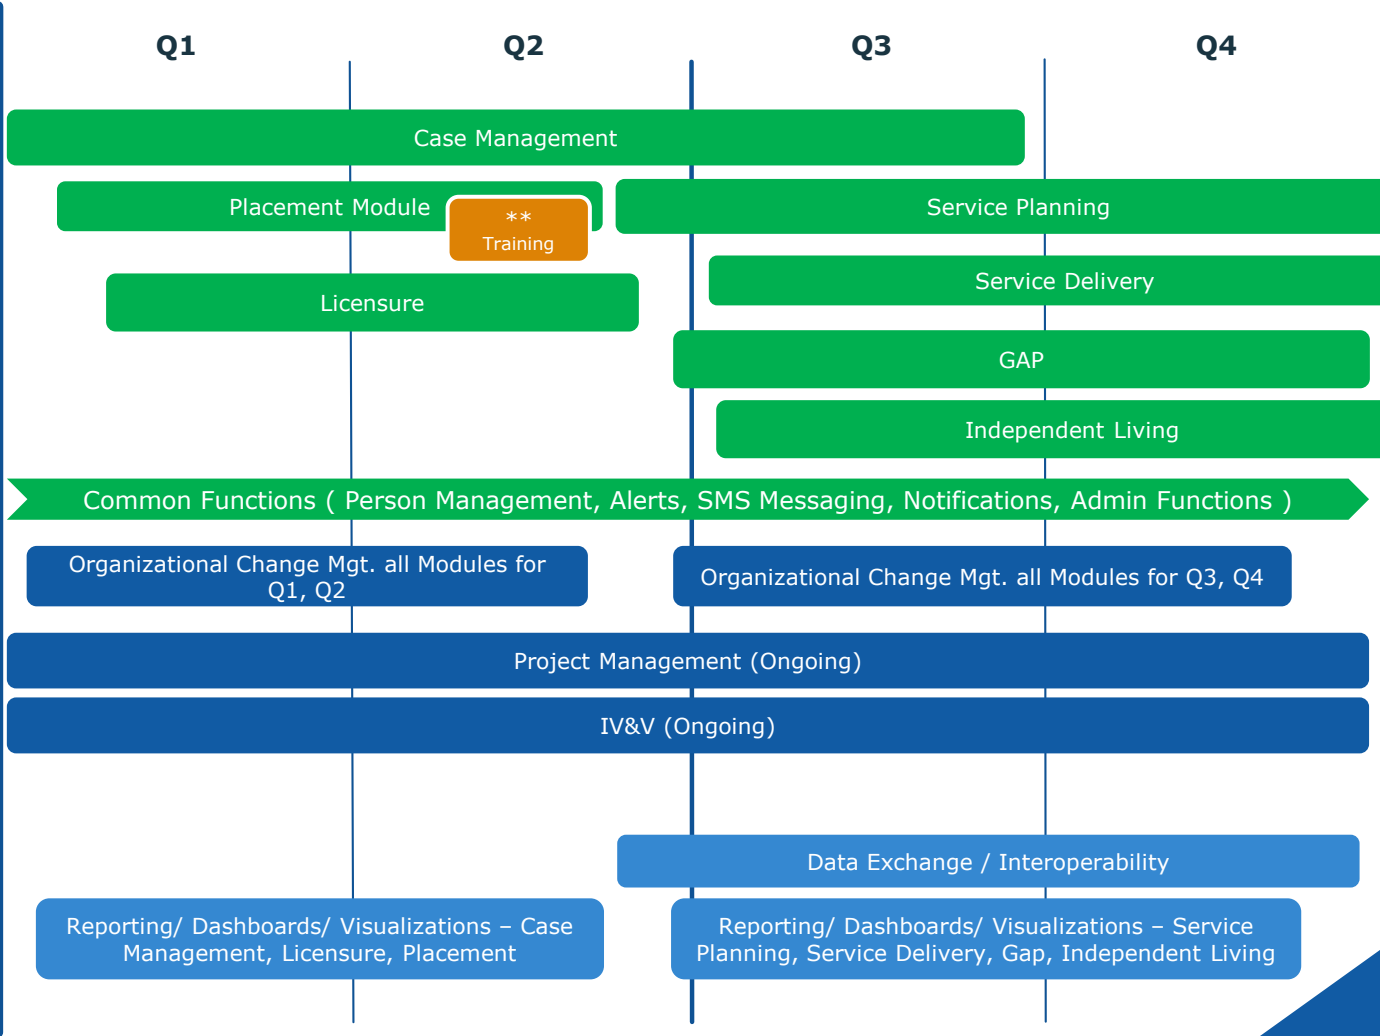 Q1
Q2
Q3
Q4
Case Management
Placement Module
**
Training
Service Planning
Service Delivery
Licensure
GAP
Independent Living
Common Functions ( Person Management, Alerts, SMS Messaging, Notifications, Admin Functions )
Organizational Change Mgt. all Modules for
Q1, Q2
Organizational Change Mgt. all Modules for Q3, Q4
Project Management (Ongoing)
IV&V (Ongoing)
Data Exchange / Interoperability
Reporting/ Dashboards/ Visualizations – Case
Management, Licensure, Placement
Reporting/ Dashboards/ Visualizations – Service
Planning, Service Delivery, Gap, Independent Living